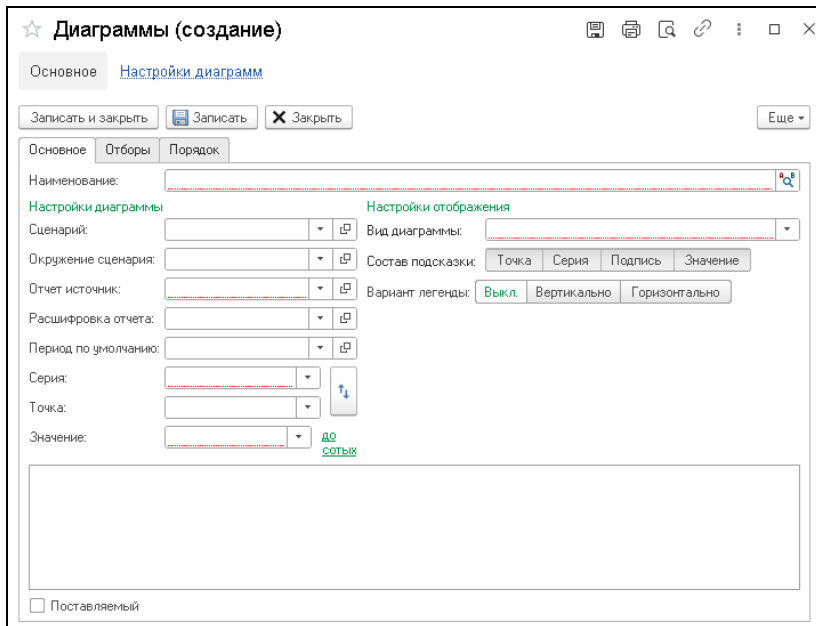 Диаграммы (создание)
Основное Настройки диаграмм
Записать и закрыть Записать Закрыть Еще
Основное Отборы Порядок
Наименование:
Настройки диаграммы Настройки отображения
Сценарий: Вид диаграммы:
Окружение сценария: Состав подсказки: Точка Серия Подпись Значение
Отчет источник: Вариант легенды: Выкл. Вертикально Горизонтально
Расшифровка отчета:
Период по умолчанию:
Серия:
Точка:
Значение: до
сотых
Поставляемый